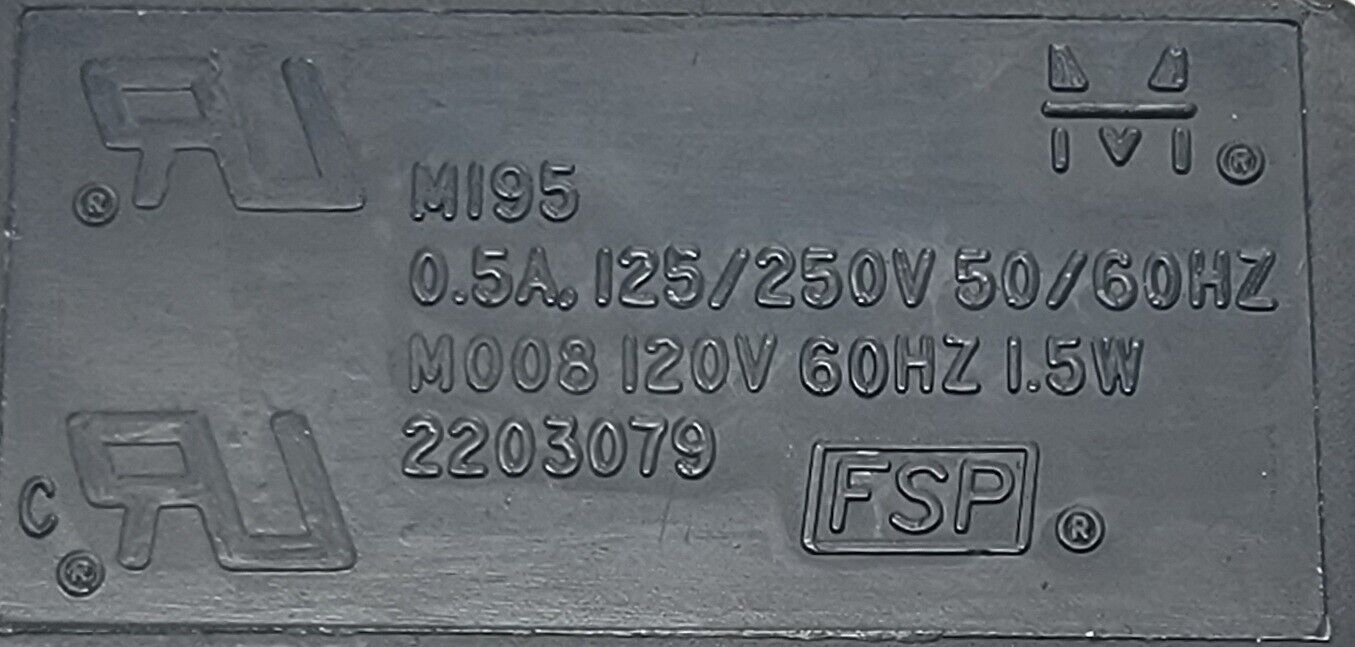 M195
0.5A. 125/250V 50/60HZ
M008 120V 60HZ 1.5W
2203079
FSP ®
C
®
®
®